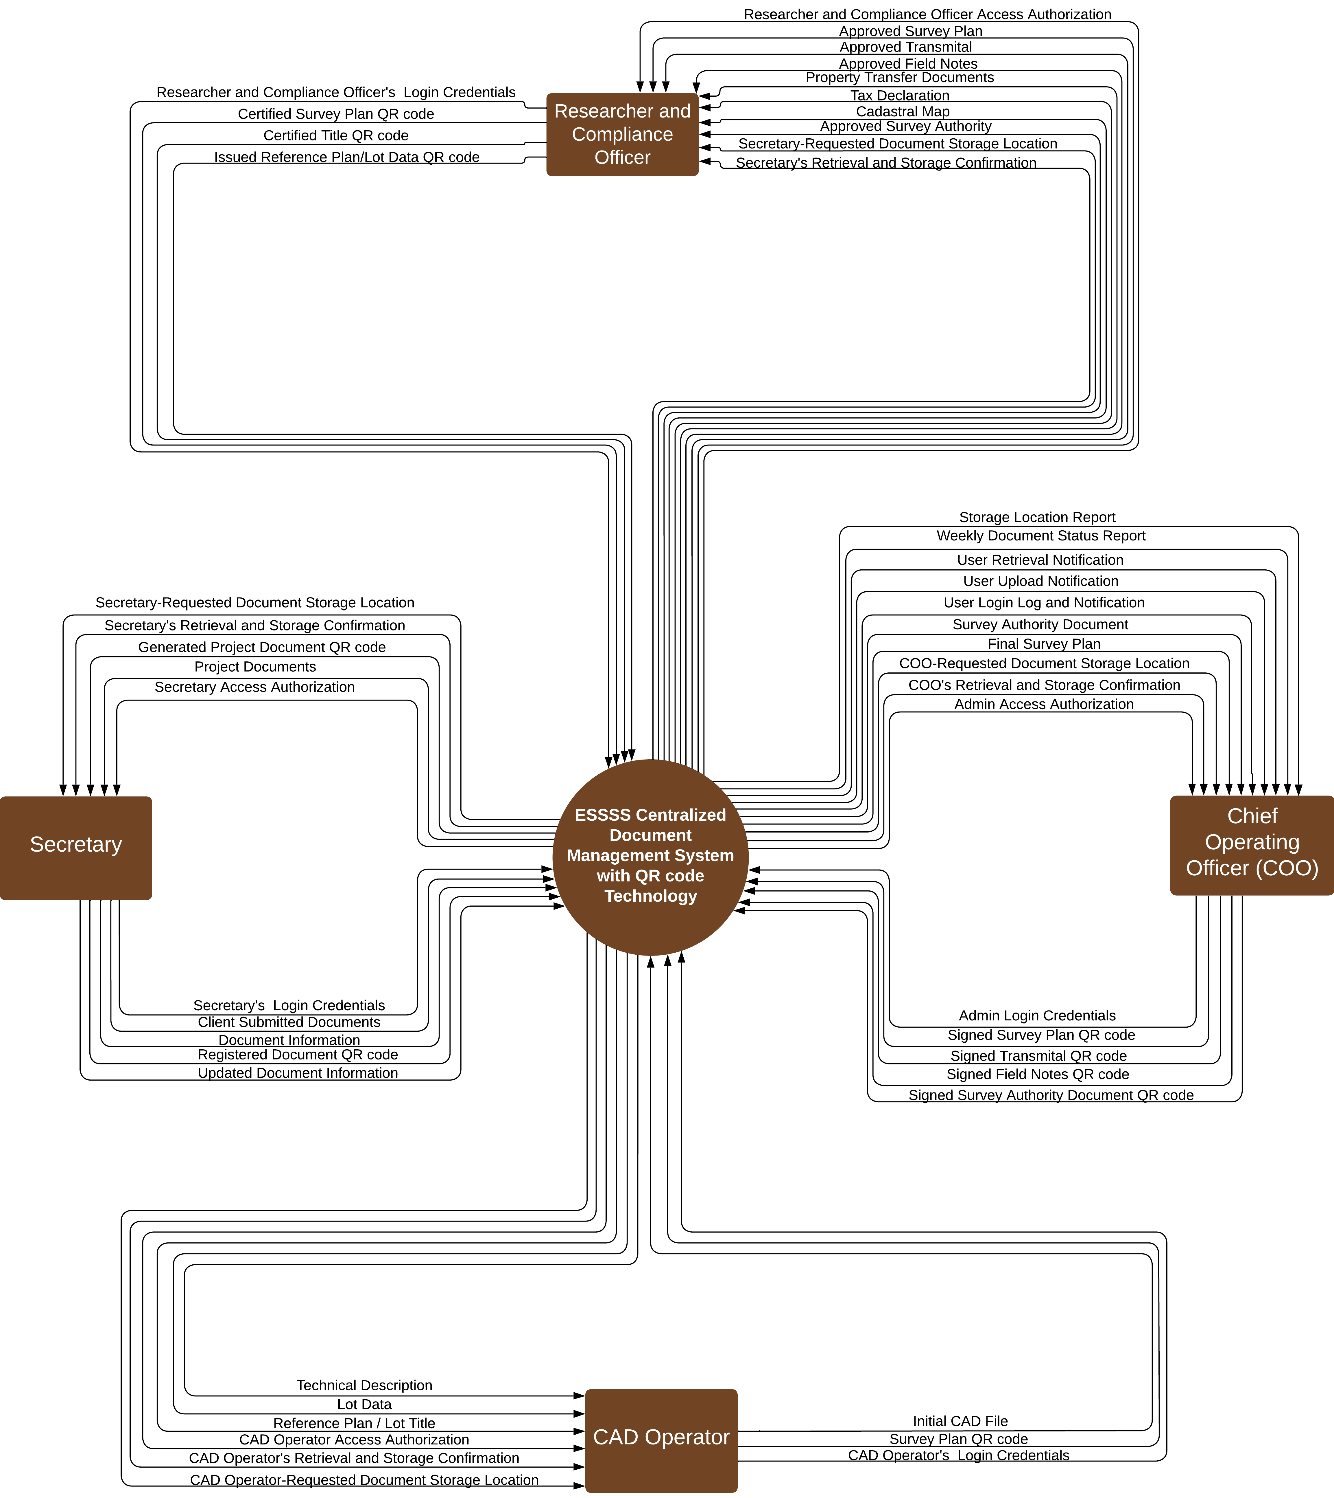 Researcher and Compliance Officer Access Authorization
Approved Survey Plan
Approved Transmital
Approved Field Notes
Property Transfer Documents
Tax Declaration
Cadastral Map
Approved Survey Authority
Secretary-Requested Document Storage Location
Secretary's Retrieval and Storage Confirmation
Researcher and Compliance Officer's Login Credentials
Certified Survey Plan QR code
Certified Title QR code
Issued Reference Plan/Lot Data QR code
Researcher and
Compliance
Officer
Storage Location Report
Weekly Document Status Report
User Retrieval Notification
User Upload Notification
User Login Log and Notification
Survey Authority Document
Final Survey Plan
COO-Requested Document Storage Location
COO's Retrieval and Storage Confirmation
Admin Access Authorization
Secretary-Requested Document Storage Location
Secretary's Retrieval and Storage Confirmation
Generated Project Document QR code
Project Documents
Secretary Access Authorization
Secretary
ESSSS Centralized
Document
Management System
with QR code
Technology
Chief
Operating
Officer (COO)
Secretary's Login Credentials
Client Submitted Documents
Document Information
Registered Document QR code
Updated Document Information
Admin Login Credentials
Signed Survey Plan QR code
Signed Transmital QR code
Signed Field Notes QR code
Signed Survey Authority Document QR code
Technical Description
Lot Data
Reference Plan / Lot Title
CAD Operator Access Authorization
CAD Operator's Retrieval and Storage Confirmation
CAD Operator-Requested Document Storage Location
CAD Operator
Initial CAD File
Survey Plan QR code
CAD Operator's Login Credentials